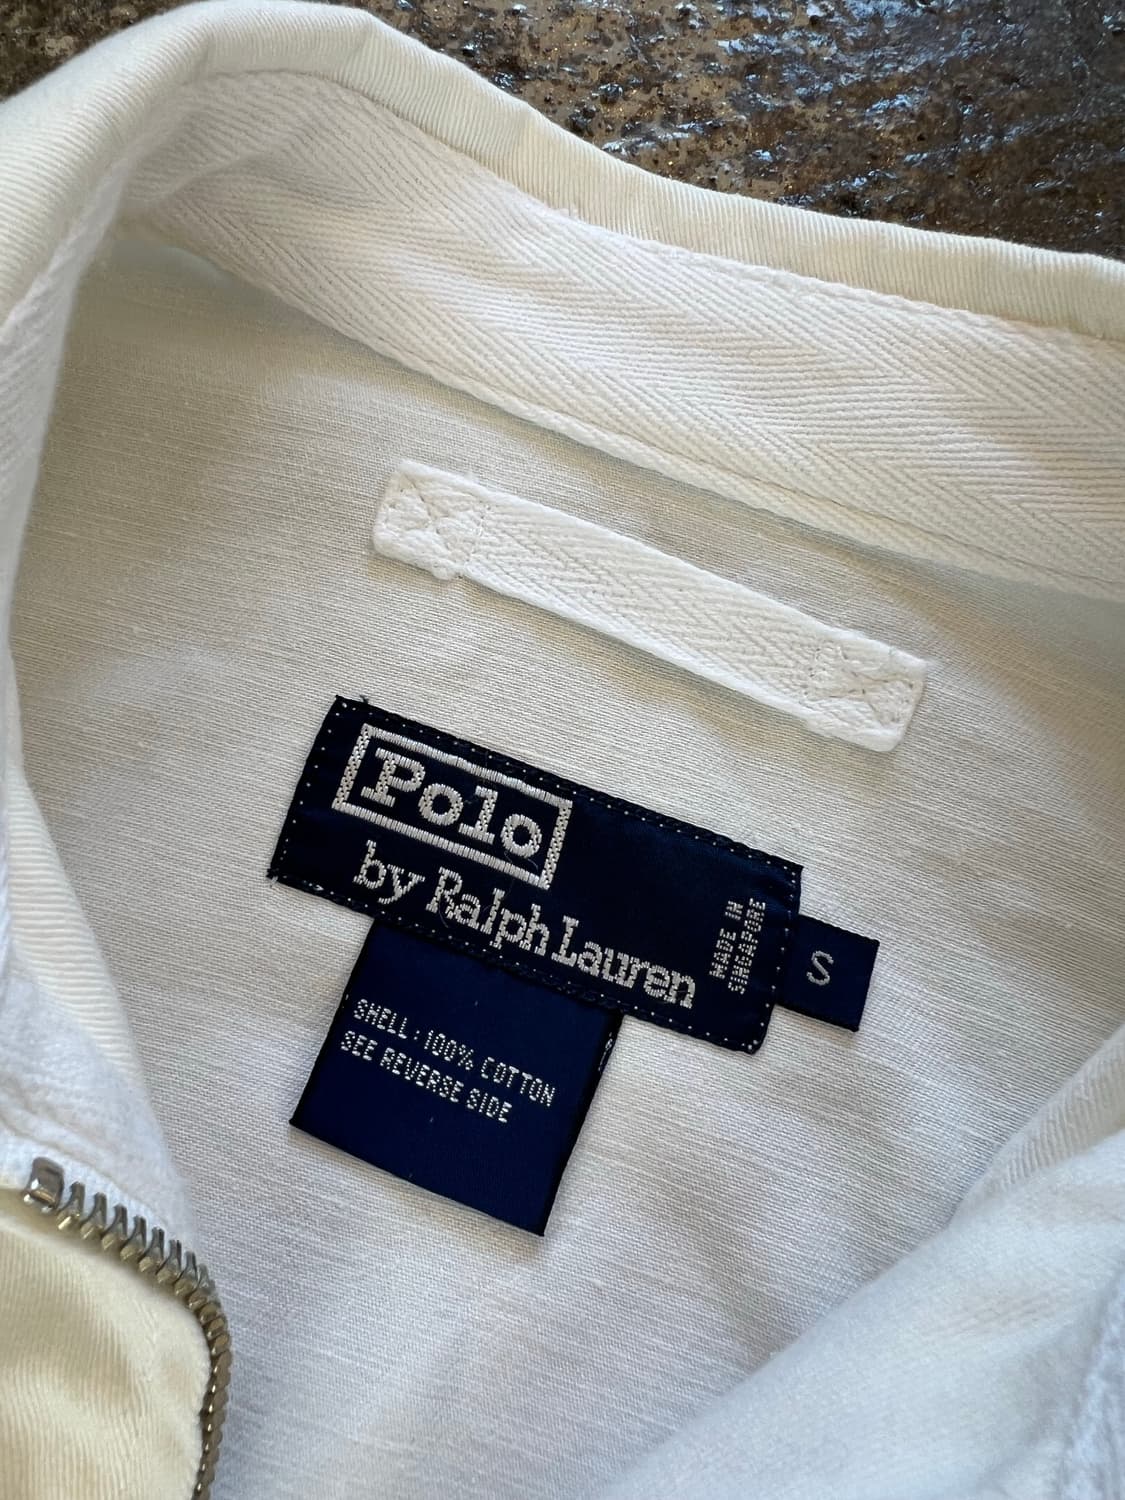 Polo
by Ralph Lauren
MADE IN
SINGAPORE
S
SHELL: 100% COTTON
SEE REVERSE SIDE